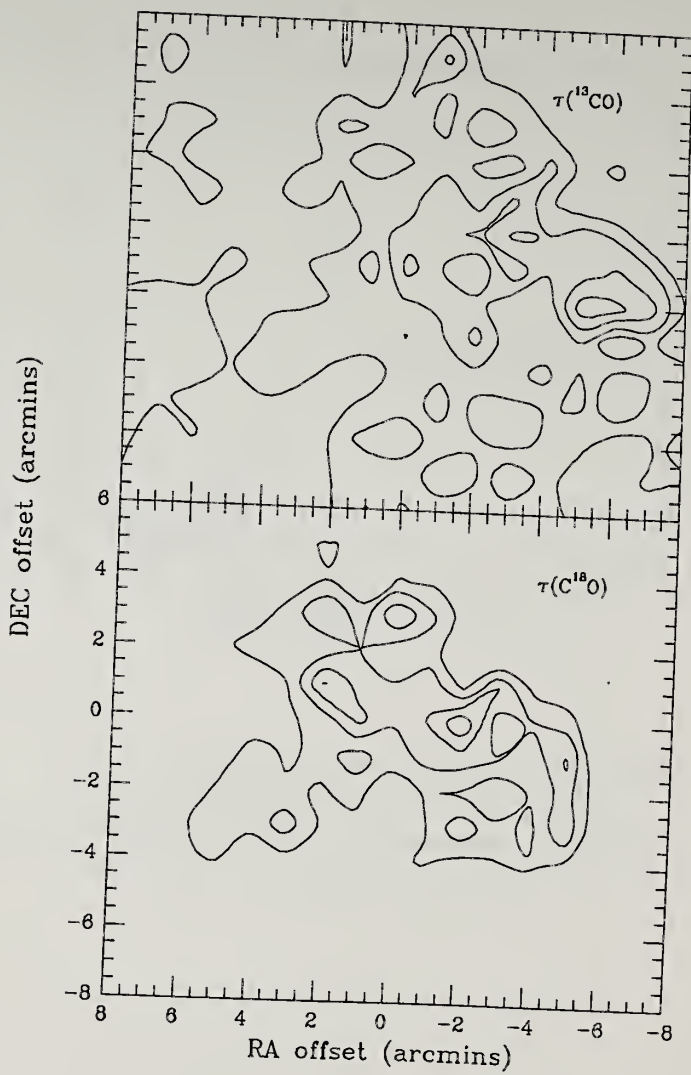 τ(¹³CO)
DEC offset (arcmins)
6
τ(C¹⁸O)
4
2
0
−2
−4
−6
−8
8 6 4 2 0 −2 −4 −6 −8
RA offset (arcmins)